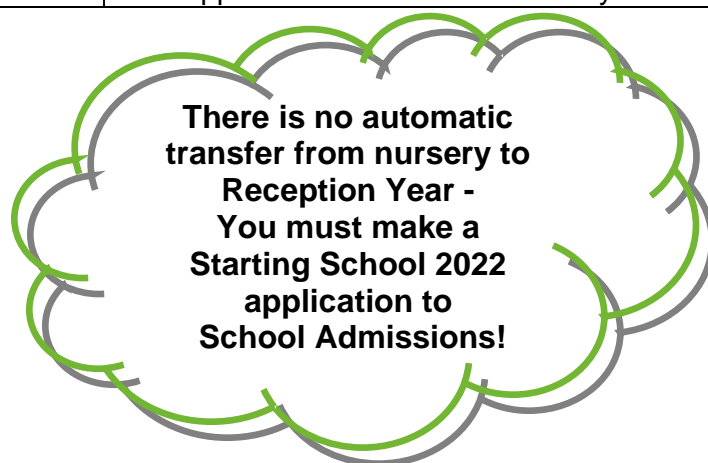 There is no automatic
transfer from nursery to
Reception Year -
You must make a
Starting School 2022
application to
School Admissions!